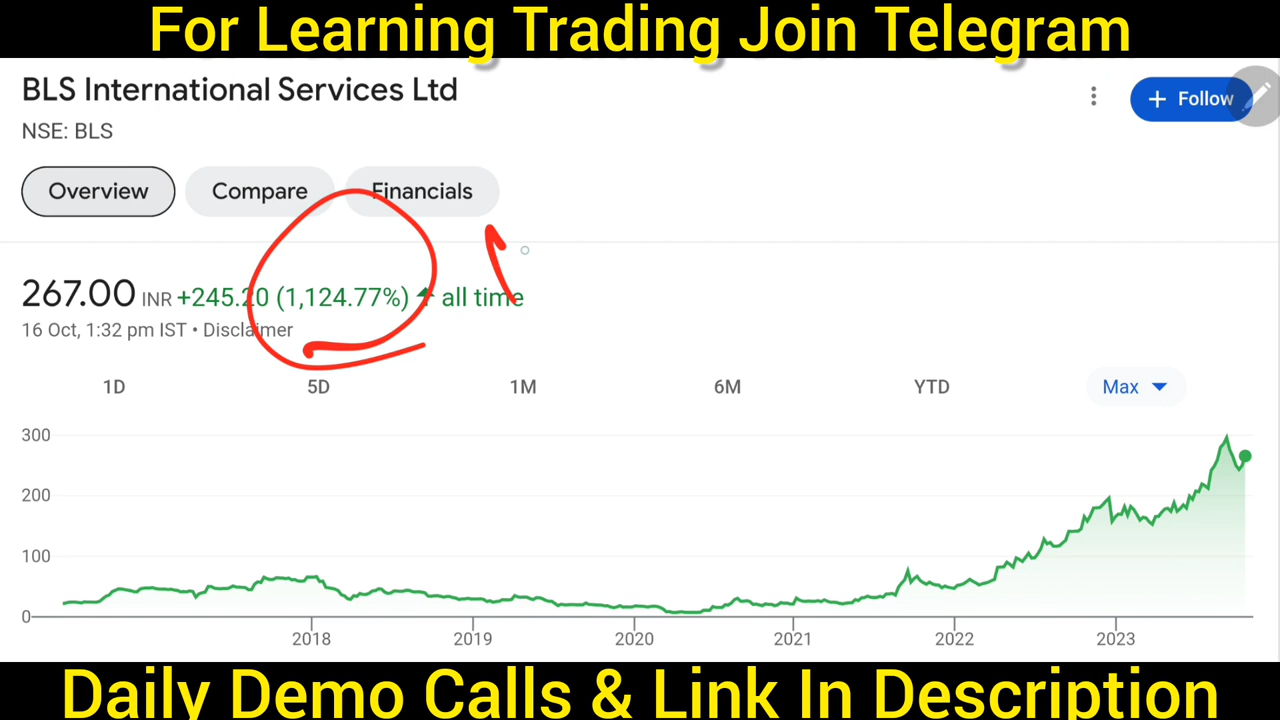 For Learning Trading Join Telegram
BLS International Services Ltd
NSE: BLS
+ Follow
Overview
Compare
Financials
267.00 INR +245.20 (1,124.77%) ↑ all time
16 Oct, 1:32 pm IST • Disclaimer
1D 5D 1M 6M YTD Max
300
200
100
0
2018 2019 2020 2021 2022 2023
Daily Demo Calls & Link In Description